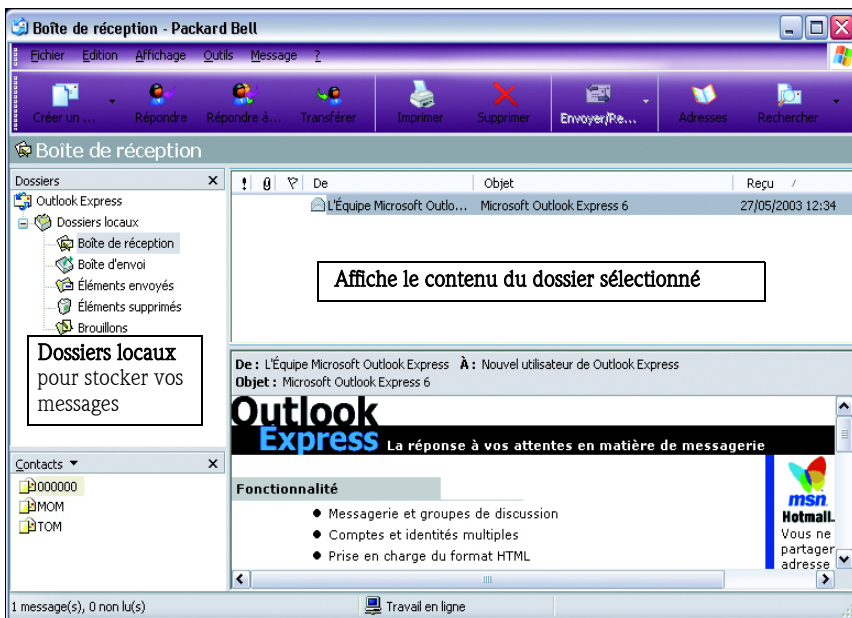 Boîte de réception - Packard Bell
Fichier Edition Affichage Outils Message ?
Créer un ... Répondre Répondre à... Transférer Imprimer Supprimer Envoyer/Re... Adresses Rechercher
Boîte de réception
Dossiers
Outlook Express
Dossiers locaux
Boîte de réception
Boîte d'envoi
Éléments envoyés
Éléments supprimés
Brouillons
Dossiers locaux
pour stocker vos
messages
Contacts
000000
MOM
TOM
! De Objet Reçu
L'Équipe Microsoft Outlo... Microsoft Outlook Express 6 27/05/2003 12:34
Affiche le contenu du dossier sélectionné
De : L'Équipe Microsoft Outlook Express À : Nouvel utilisateur de Outlook Express
Objet : Microsoft Outlook Express 6
Outlook
Express La réponse à vos attentes en matière de messagerie
Fonctionnalité
● Messagerie et groupes de discussion
● Comptes et identités multiples
● Prise en charge du format HTML
msn
Hotmail.
Vous ne
partager
adresse
1 message(s), 0 non lu(s) Travail en ligne